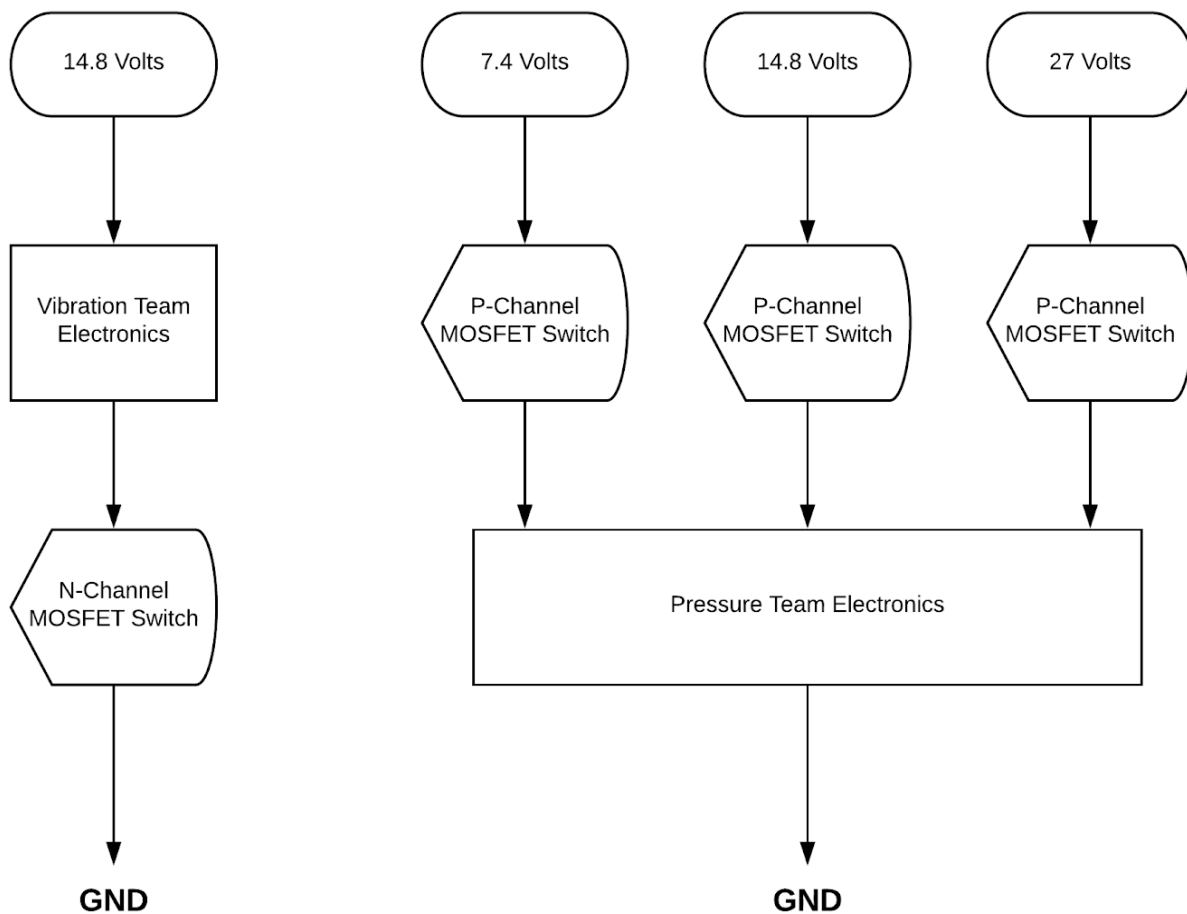 14.8 Volts
7.4 Volts
14.8 Volts
27 Volts
Vibration Team
Electronics
P-Channel
MOSFET Switch
P-Channel
MOSFET Switch
P-Channel
MOSFET Switch
N-Channel
MOSFET Switch
Pressure Team Electronics
GND
GND